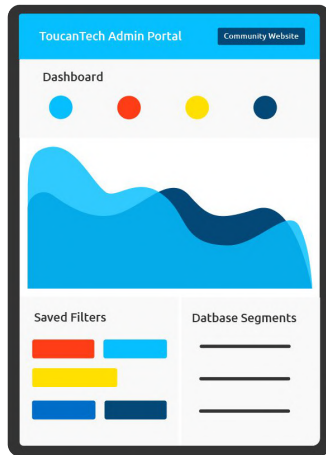 ToucanTech Admin Portal
Community Website
Dashboard
Saved Filters
Datbase Segments